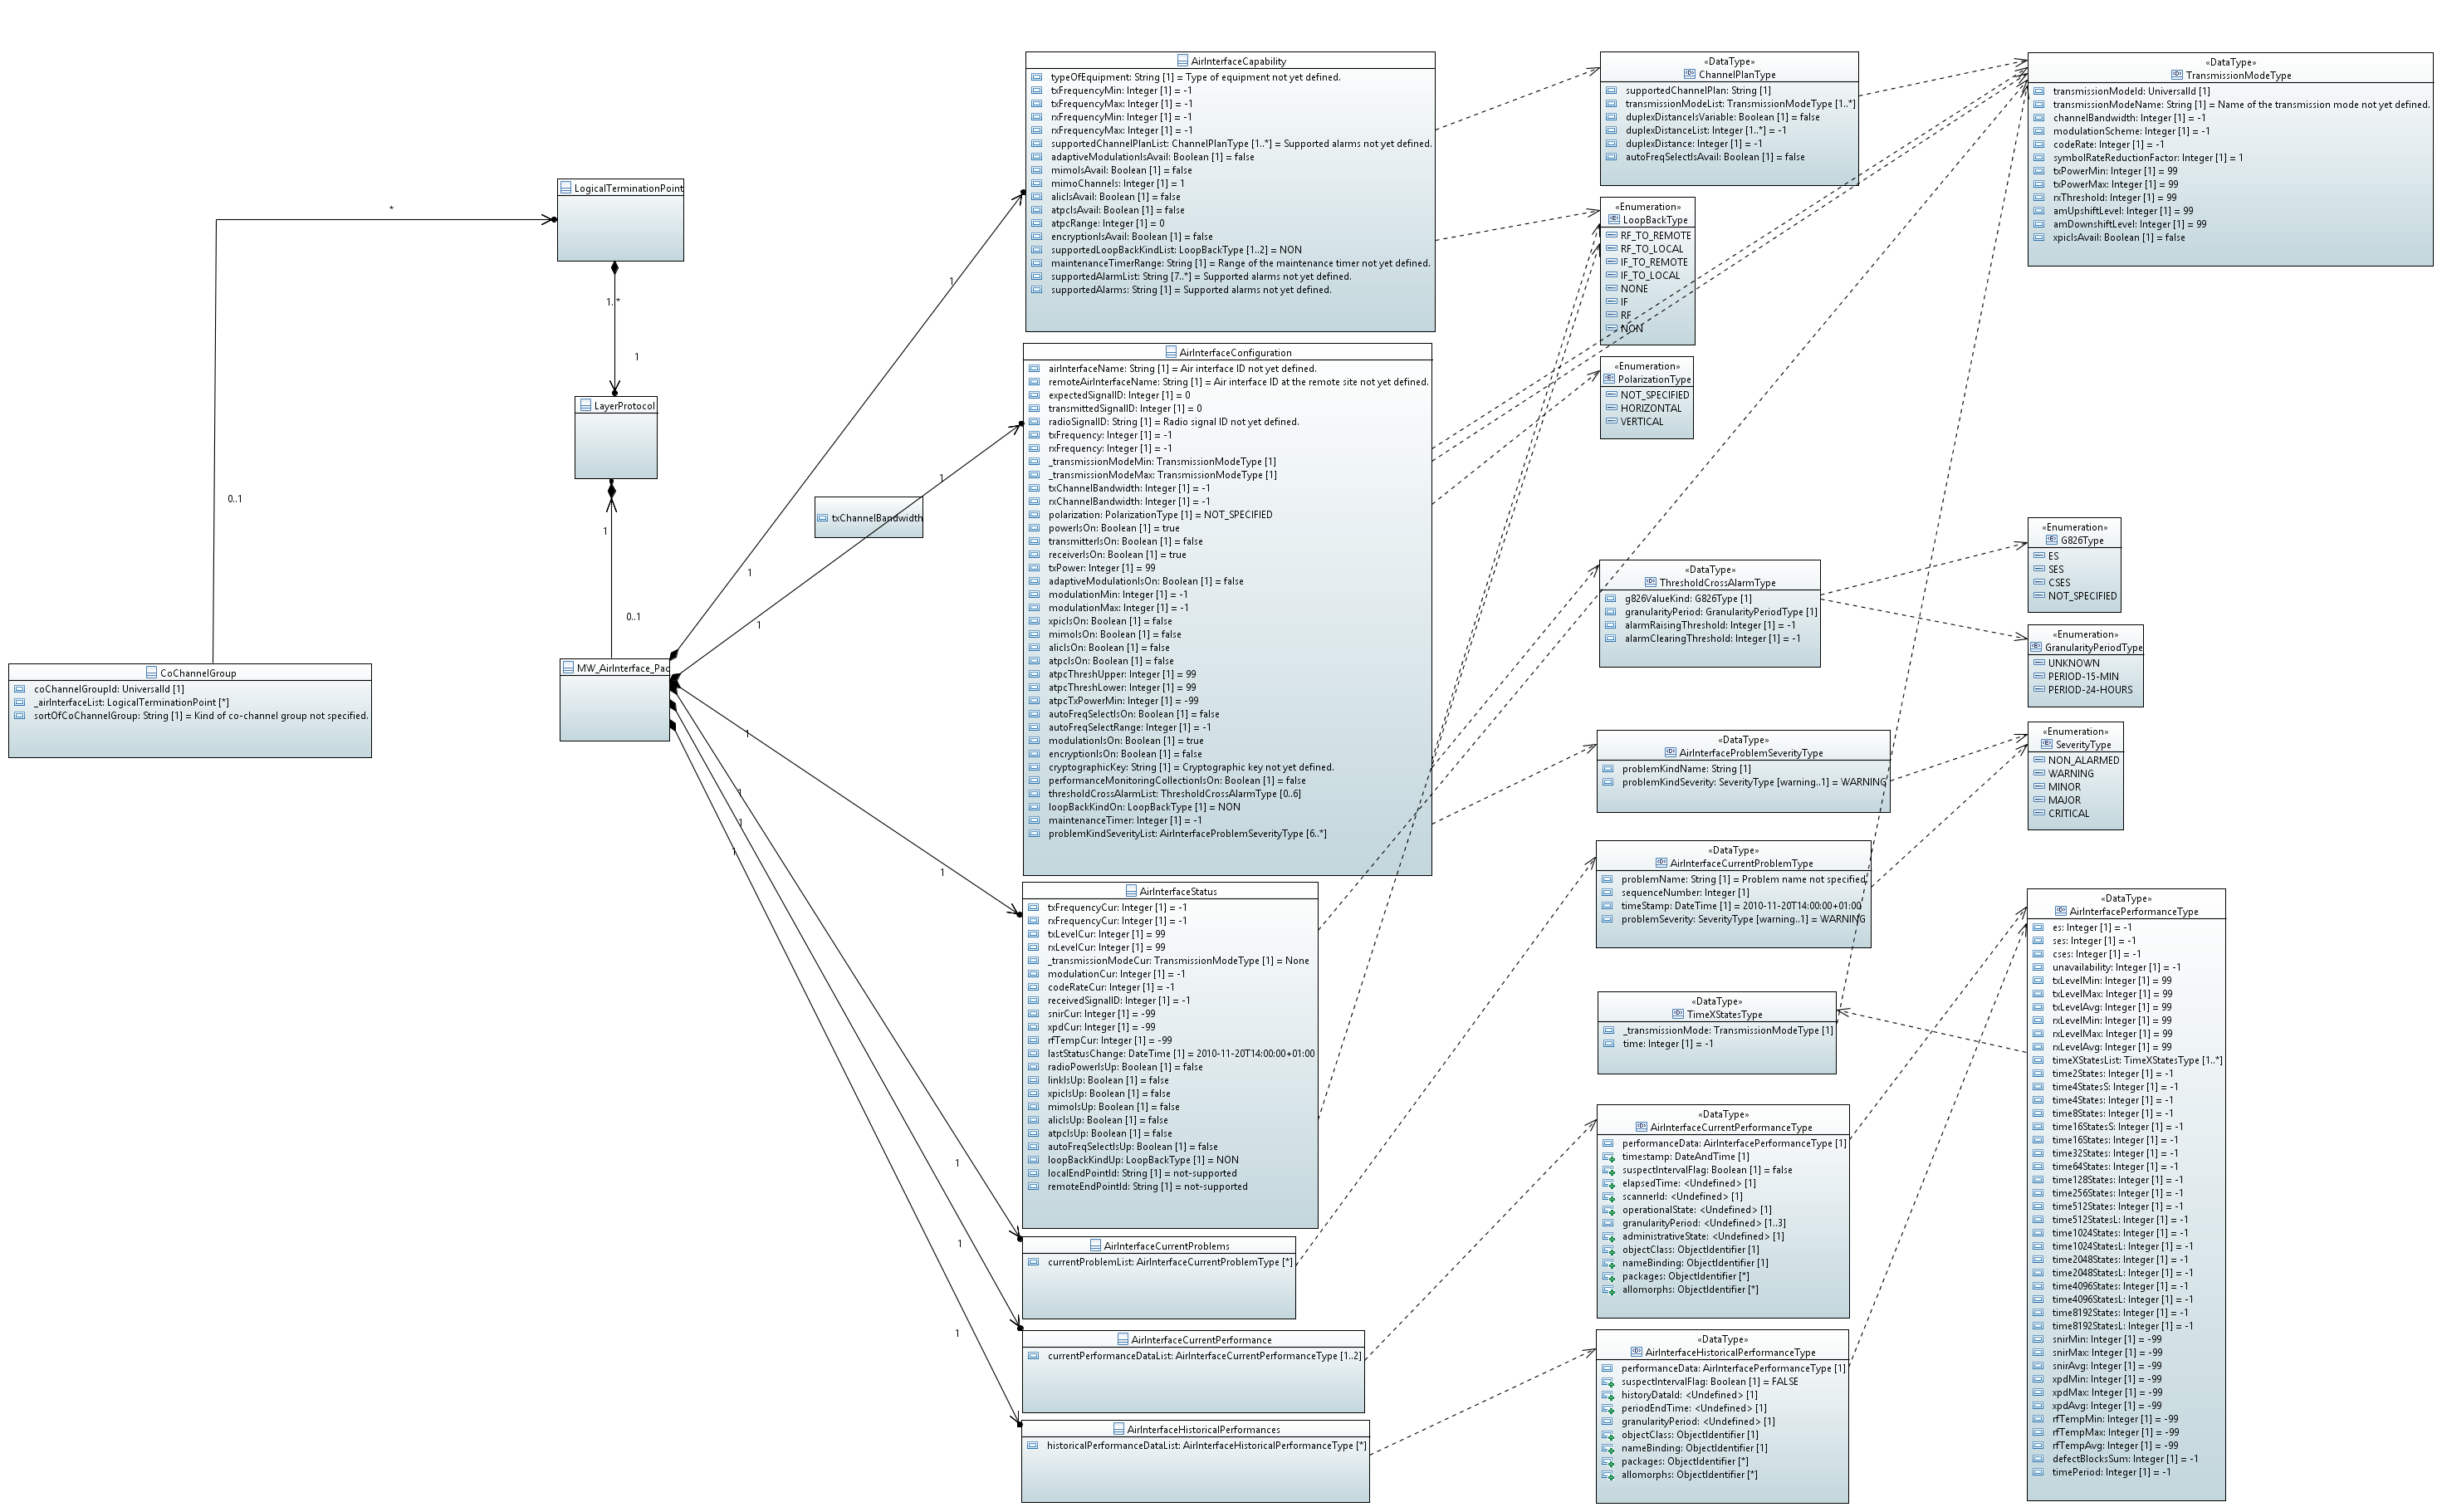 CoChannelGroup
coChannelGroupId: UniversalId [1]
_airInterfaceList: LogicalTerminationPoint [*]
sortOfCoChannelGroup: String [1] = Kind of co-channel group not specified.
0..1
*
LogicalTerminationPoint
1..*
1
LayerProtocol
1
0..1
MW_AirInterface_Pac
txChannelBandwidth
1
1
1
1
1
1
1
1
1
1
1
1
AirInterfaceCapability
typeOfEquipment: String [1] = Type of equipment not yet defined.
txFrequencyMin: Integer [1] = -1
txFrequencyMax: Integer [1] = -1
rxFrequencyMin: Integer [1] = -1
rxFrequencyMax: Integer [1] = -1
supportedChannelPlanList: ChannelPlanType [1..*] = Supported alarms not yet defined.
adaptiveModulationIsAvail: Boolean [1] = false
mimoIsAvail: Boolean [1] = false
mimoChannels: Integer [1] = 1
alicIsAvail: Boolean [1] = false
atpcIsAvail: Boolean [1] = false
atpcRange: Integer [1] = 0
encryptionIsAvail: Boolean [1] = false
supportedLoopBackKindList: LoopBackType [1..2] = NON
maintenanceTimerRange: String [1] = Range of the maintenance timer not yet defined.
supportedAlarmList: String [7..*] = Supported alarms not yet defined.
supportedAlarms: String [1] = Supported alarms not yet defined.
AirInterfaceConfiguration
airInterfaceName: String [1] = Air interface ID not yet defined.
remoteAirInterfaceName: String [1] = Air interface ID at the remote site not yet defined.
expectedSignalID: Integer [1] = 0
transmittedSignalID: Integer [1] = 0
radioSignalID: String [1] = Radio signal ID not yet defined.
txFrequency: Integer [1] = -1
rxFrequency: Integer [1] = -1
_transmissionModeMin: TransmissionModeType [1]
_transmissionModeMax: TransmissionModeType [1]
txChannelBandwidth: Integer [1] = -1
rxChannelBandwidth: Integer [1] = -1
polarization: PolarizationType [1] = NOT_SPECIFIED
powerIsOn: Boolean [1] = true
transmitterIsOn: Boolean [1] = false
receiverIsOn: Boolean [1] = true
txPower: Integer [1] = 99
adaptiveModulationIsOn: Boolean [1] = false
modulationMin: Integer [1] = -1
modulationMax: Integer [1] = -1
xpicIsOn: Boolean [1] = false
mimoIsOn: Boolean [1] = false
alicIsOn: Boolean [1] = false
atpcIsOn: Boolean [1] = false
atpcThreshUpper: Integer [1] = 99
atpcThreshLower: Integer [1] = 99
atpcTxPowerMin: Integer [1] = -99
autoFreqSelectIsOn: Boolean [1] = false
autoFreqSelectRange: Integer [1] = -1
modulationIsOn: Boolean [1] = true
encryptionIsOn: Boolean [1] = false
cryptographicKey: String [1] = Cryptographic key not yet defined.
performanceMonitoringCollectionIsOn: Boolean [1] = false
thresholdCrossAlarmList: ThresholdCrossAlarmType [0..6]
loopBackKindOn: LoopBackType [1] = NON
maintenanceTimer: Integer [1] = -1
problemKindSeverityList: AirInterfaceProblemSeverityType [6..*]
AirInterfaceStatus
txFrequencyCur: Integer [1] = -1
rxFrequencyCur: Integer [1] = -1
txLevelCur: Integer [1] = 99
rxLevelCur: Integer [1] = 99
_transmissionModeCur: TransmissionModeType [1] = None
modulationCur: Integer [1] = -1
codeRateCur: Integer [1] = -1
receivedSignalID: Integer [1] = -1
snirCur: Integer [1] = -99
xpdCur: Integer [1] = -99
rfTempCur: Integer [1] = -99
lastStatusChange: DateTime [1] = 2010-11-20T14:00:00+01:00
radioPowerIsUp: Boolean [1] = false
linkIsUp: Boolean [1] = false
xpicIsUp: Boolean [1] = false
mimoIsUp: Boolean [1] = false
alicIsUp: Boolean [1] = false
atpcIsUp: Boolean [1] = false
autoFreqSelectIsUp: Boolean [1] = false
loopBackKindUp: LoopBackType [1] = NON
localEndPointId: String [1] = not-supported
remoteEndPointId: String [1] = not-supported
AirInterfaceCurrentProblems
currentProblemList: AirInterfaceCurrentProblemType [*]
AirInterfaceCurrentPerformance
currentPerformanceDataList: AirInterfaceCurrentPerformanceType [1..2]
AirInterfaceHistoricalPerformances
historicalPerformanceDataList: AirInterfaceHistoricalPerformanceType [*]
«DataType»
ChannelPlanType
supportedChannelPlan: String [1]
transmissionModeList: TransmissionModeType [1..*]
duplexDistanceIsVariable: Boolean [1] = false
duplexDistanceList: Integer [1..*] = -1
duplexDistance: Integer [1] = -1
autoFreqSelectIsAvail: Boolean [1] = false
«Enumeration»
LoopBackType
RF_TO_REMOTE
RF_TO_LOCAL
IF_TO_REMOTE
IF_TO_LOCAL
NONE
IF
RF
NON
«Enumeration»
PolarizationType
NOT_SPECIFIED
HORIZONTAL
VERTICAL
«DataType»
ThresholdCrossAlarmType
g826ValueKind: G826Type [1]
granularityPeriod: GranularityPeriodType [1]
alarmRaisingThreshold: Integer [1] = -1
alarmClearingThreshold: Integer [1] = -1
«DataType»
AirInterfaceProblemSeverityType
problemKindName: String [1]
problemKindSeverity: SeverityType [warning..1] = WARNING
«DataType»
AirInterfaceCurrentProblemType
problemName: String [1] = Problem name not specified.
sequenceNumber: Integer [1]
timeStamp: DateTime [1] = 2010-11-20T14:00:00+01:00
problemSeverity: SeverityType [warning..1] = WARNING
«DataType»
TimeXStatesType
_transmissionMode: TransmissionModeType [1]
time: Integer [1] = -1
«DataType»
AirInterfaceCurrentPerformanceType
performanceData: AirInterfacePerformanceType [1]
timestamp: DateAndTime [1]
suspectIntervalFlag: Boolean [1] = false
elapsedTime: <Undefined> [1]
scannerId: <Undefined> [1]
operationalState: <Undefined> [1]
granularityPeriod: <Undefined> [1..3]
administrativeState: <Undefined> [1]
objectClass: ObjectIdentifier [1]
nameBinding: ObjectIdentifier [1]
packages: ObjectIdentifier [*]
allomorphs: ObjectIdentifier [*]
«DataType»
AirInterfaceHistoricalPerformanceType
performanceData: AirInterfacePerformanceType [1]
suspectIntervalFlag: Boolean [1] = FALSE
historyDataId: <Undefined> [1]
periodEndTime: <Undefined> [1]
granularityPeriod: <Undefined> [1]
objectClass: ObjectIdentifier [1]
nameBinding: ObjectIdentifier [1]
packages: ObjectIdentifier [*]
allomorphs: ObjectIdentifier [*]
«DataType»
TransmissionModeType
transmissionModeId: UniversalId [1]
transmissionModeName: String [1] = Name of the transmission mode not yet defined.
channelBandwidth: Integer [1] = -1
modulationScheme: Integer [1] = -1
codeRate: Integer [1] = -1
symbolRateReductionFactor: Integer [1] = 1
txPowerMin: Integer [1] = 99
txPowerMax: Integer [1] = 99
rxThreshold: Integer [1] = 99
amUpshiftLevel: Integer [1] = 99
amDownshiftLevel: Integer [1] = 99
xpicIsAvail: Boolean [1] = false
«Enumeration»
G826Type
ES
SES
CSES
NOT_SPECIFIED
«Enumeration»
GranularityPeriodType
UNKNOWN
PERIOD-15-MIN
PERIOD-24-HOURS
«Enumeration»
SeverityType
NON_ALARMED
WARNING
MINOR
MAJOR
CRITICAL
«DataType»
AirInterfacePerformanceType
es: Integer [1] = -1
ses: Integer [1] = -1
cses: Integer [1] = -1
unavailability: Integer [1] = -1
txLevelMin: Integer [1] = 99
txLevelMax: Integer [1] = 99
txLevelAvg: Integer [1] = 99
rxLevelMin: Integer [1] = 99
rxLevelMax: Integer [1] = 99
rxLevelAvg: Integer [1] = 99
timeXStatesList: TimeXStatesType [1..*]
time2States: Integer [1] = -1
time4StatesS: Integer [1] = -1
time4States: Integer [1] = -1
time8States: Integer [1] = -1
time16StatesS: Integer [1] = -1
time16States: Integer [1] = -1
time32States: Integer [1] = -1
time64States: Integer [1] = -1
time128States: Integer [1] = -1
time256States: Integer [1] = -1
time512States: Integer [1] = -1
time512StatesL: Integer [1] = -1
time1024States: Integer [1] = -1
time1024StatesL: Integer [1] = -1
time2048States: Integer [1] = -1
time2048StatesL: Integer [1] = -1
time4096States: Integer [1] = -1
time4096StatesL: Integer [1] = -1
time8192States: Integer [1] = -1
time8192StatesL: Integer [1] = -1
snirMin: Integer [1] = -99
snirMax: Integer [1] = -99
snirAvg: Integer [1] = -99
xpdMin: Integer [1] = -99
xpdMax: Integer [1] = -99
xpdAvg: Integer [1] = -99
rfTempMin: Integer [1] = -99
rfTempMax: Integer [1] = -99
rfTempAvg: Integer [1] = -99
defectBlocksSum: Integer [1] = -1
timePeriod: Integer [1] = -1